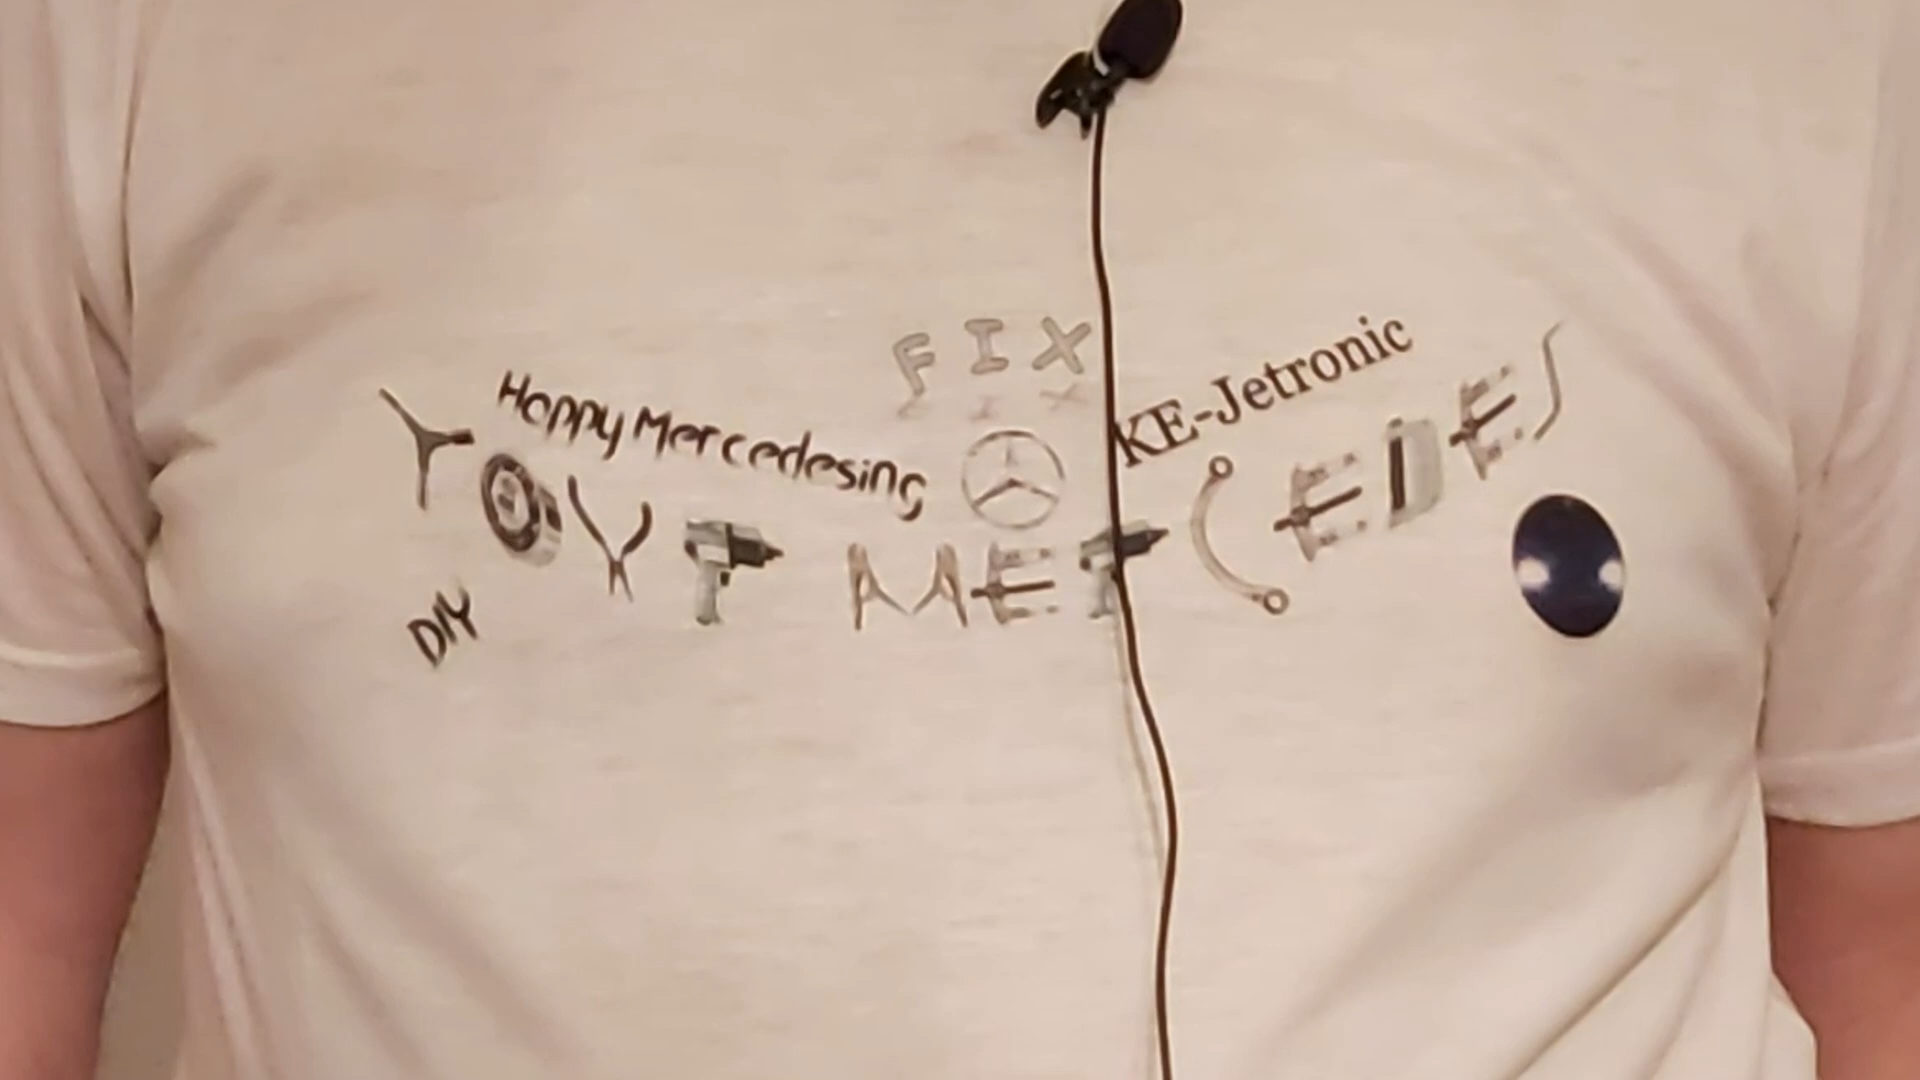 FIX
Happy Mercedesing
KE-Jetronic
YOUR MERCEDES
DIY